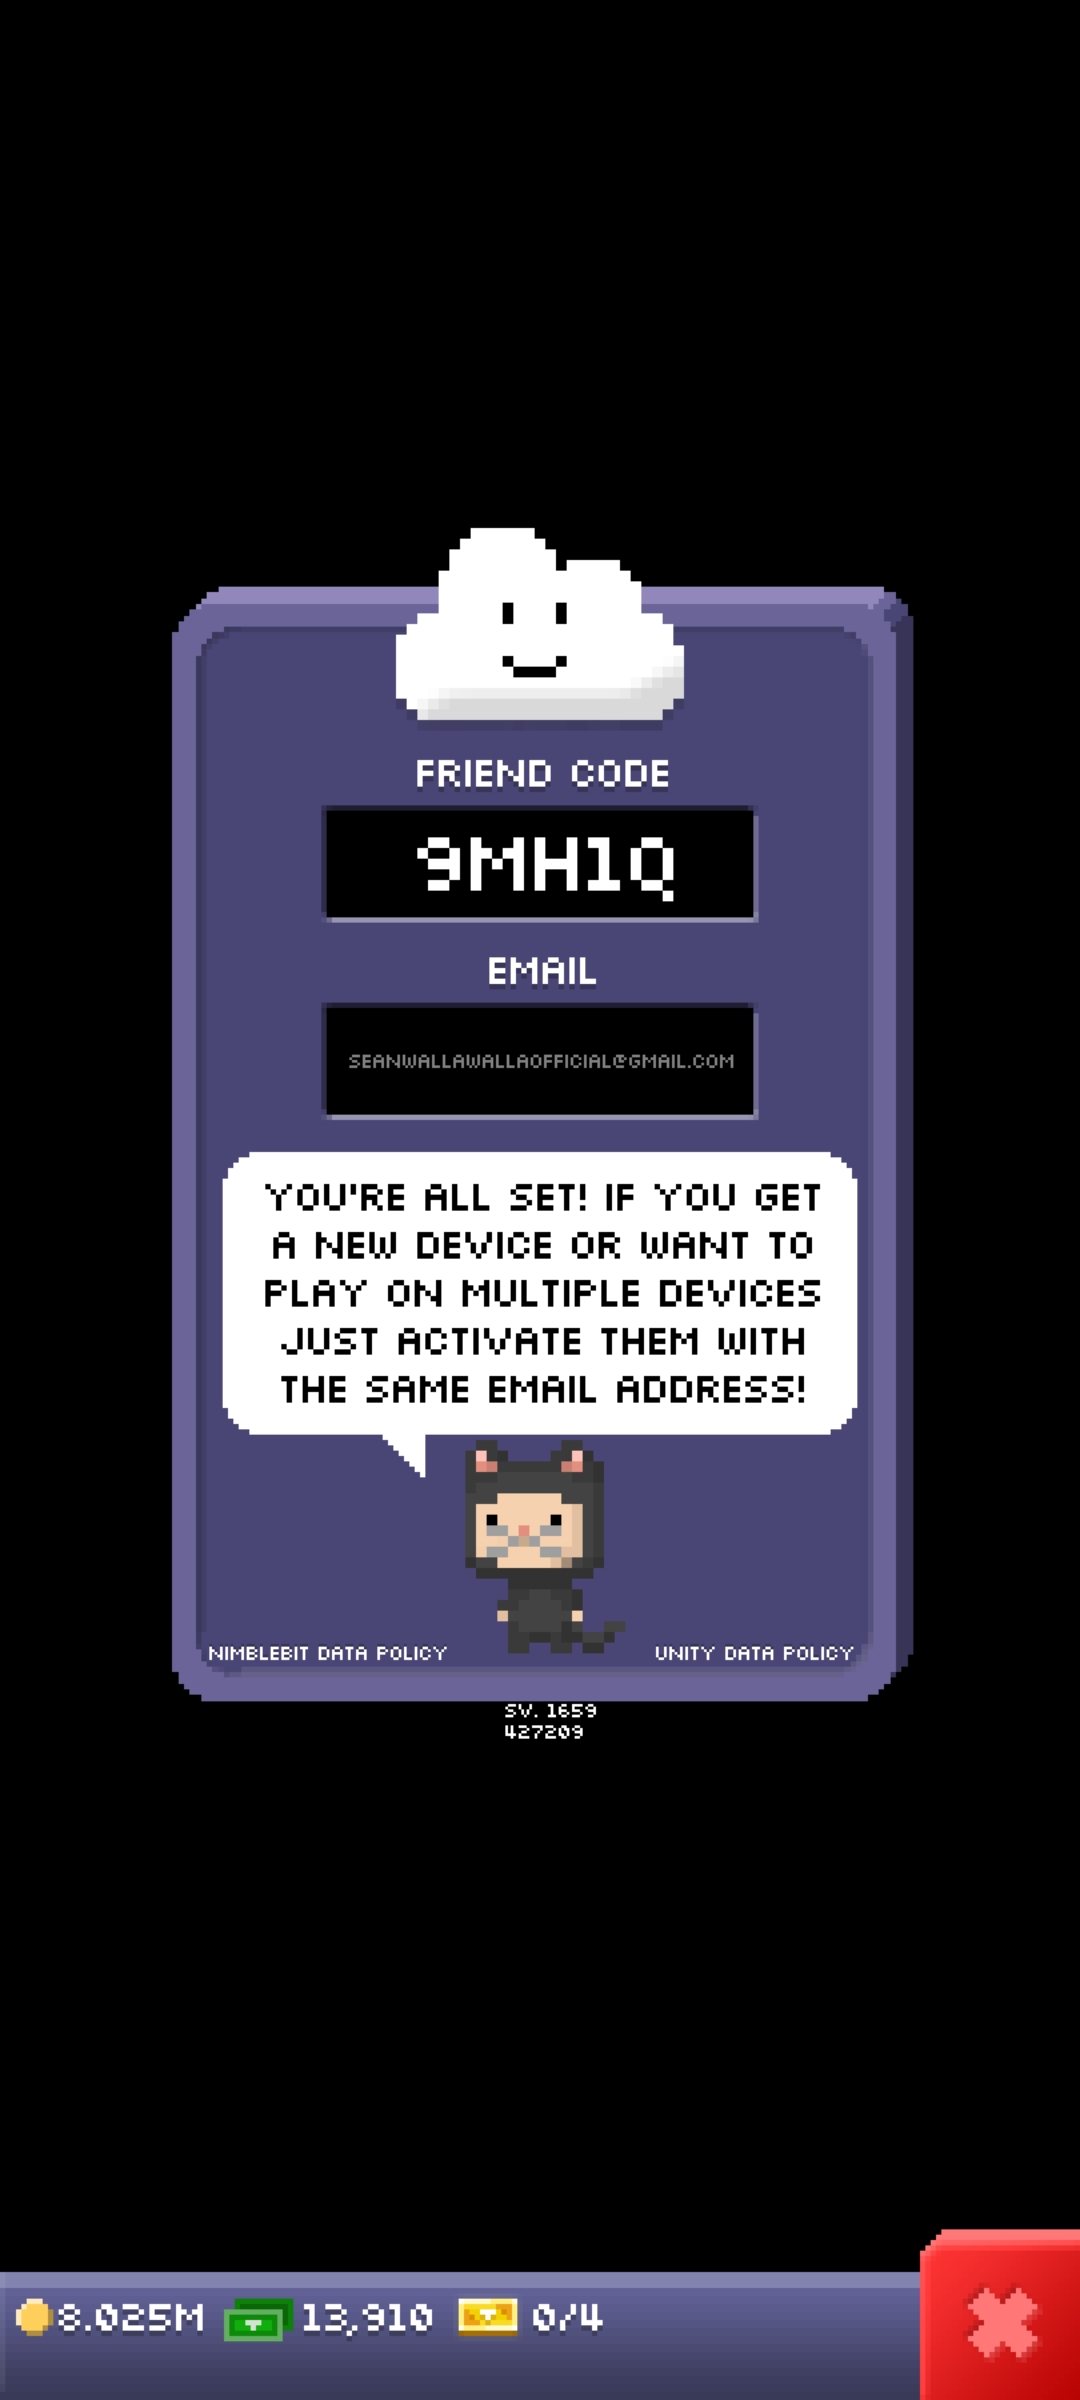 FRIEND CODE
9MH1Q
EMAIL
SEANWALLAWALLAOFFICIAL@GMAIL.COM
YOU'RE ALL SET! IF YOU GET
A NEW DEVICE OR WANT TO
PLAY ON MULTIPLE DEVICES
JUST ACTIVATE THEM WITH
THE SAME EMAIL ADDRESS!
NIMBLEBIT DATA POLICY
UNITY DATA POLICY
SV. 1659
427209
8.025M
13,910
0/4